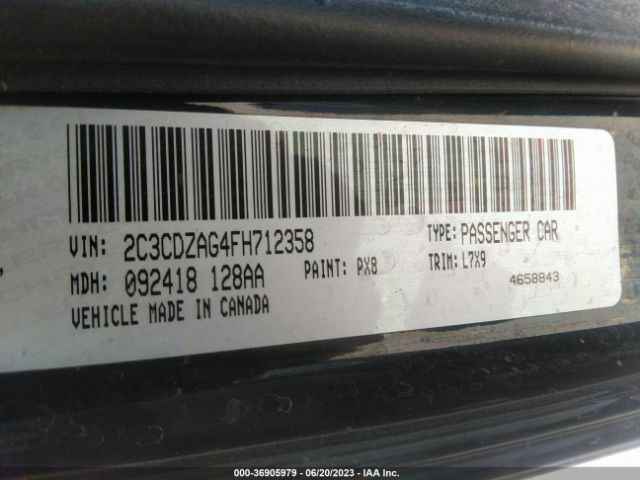 VIN: 2C3CDZAG4FH712358 TYPE: PASSENGER CAR
MDH: 092418 128AA PAINT: PX8 TRIM: L7X9
4658843
VEHICLE MADE IN CANADA
000-36905979 - 06/20/2023 - IAA Inc.